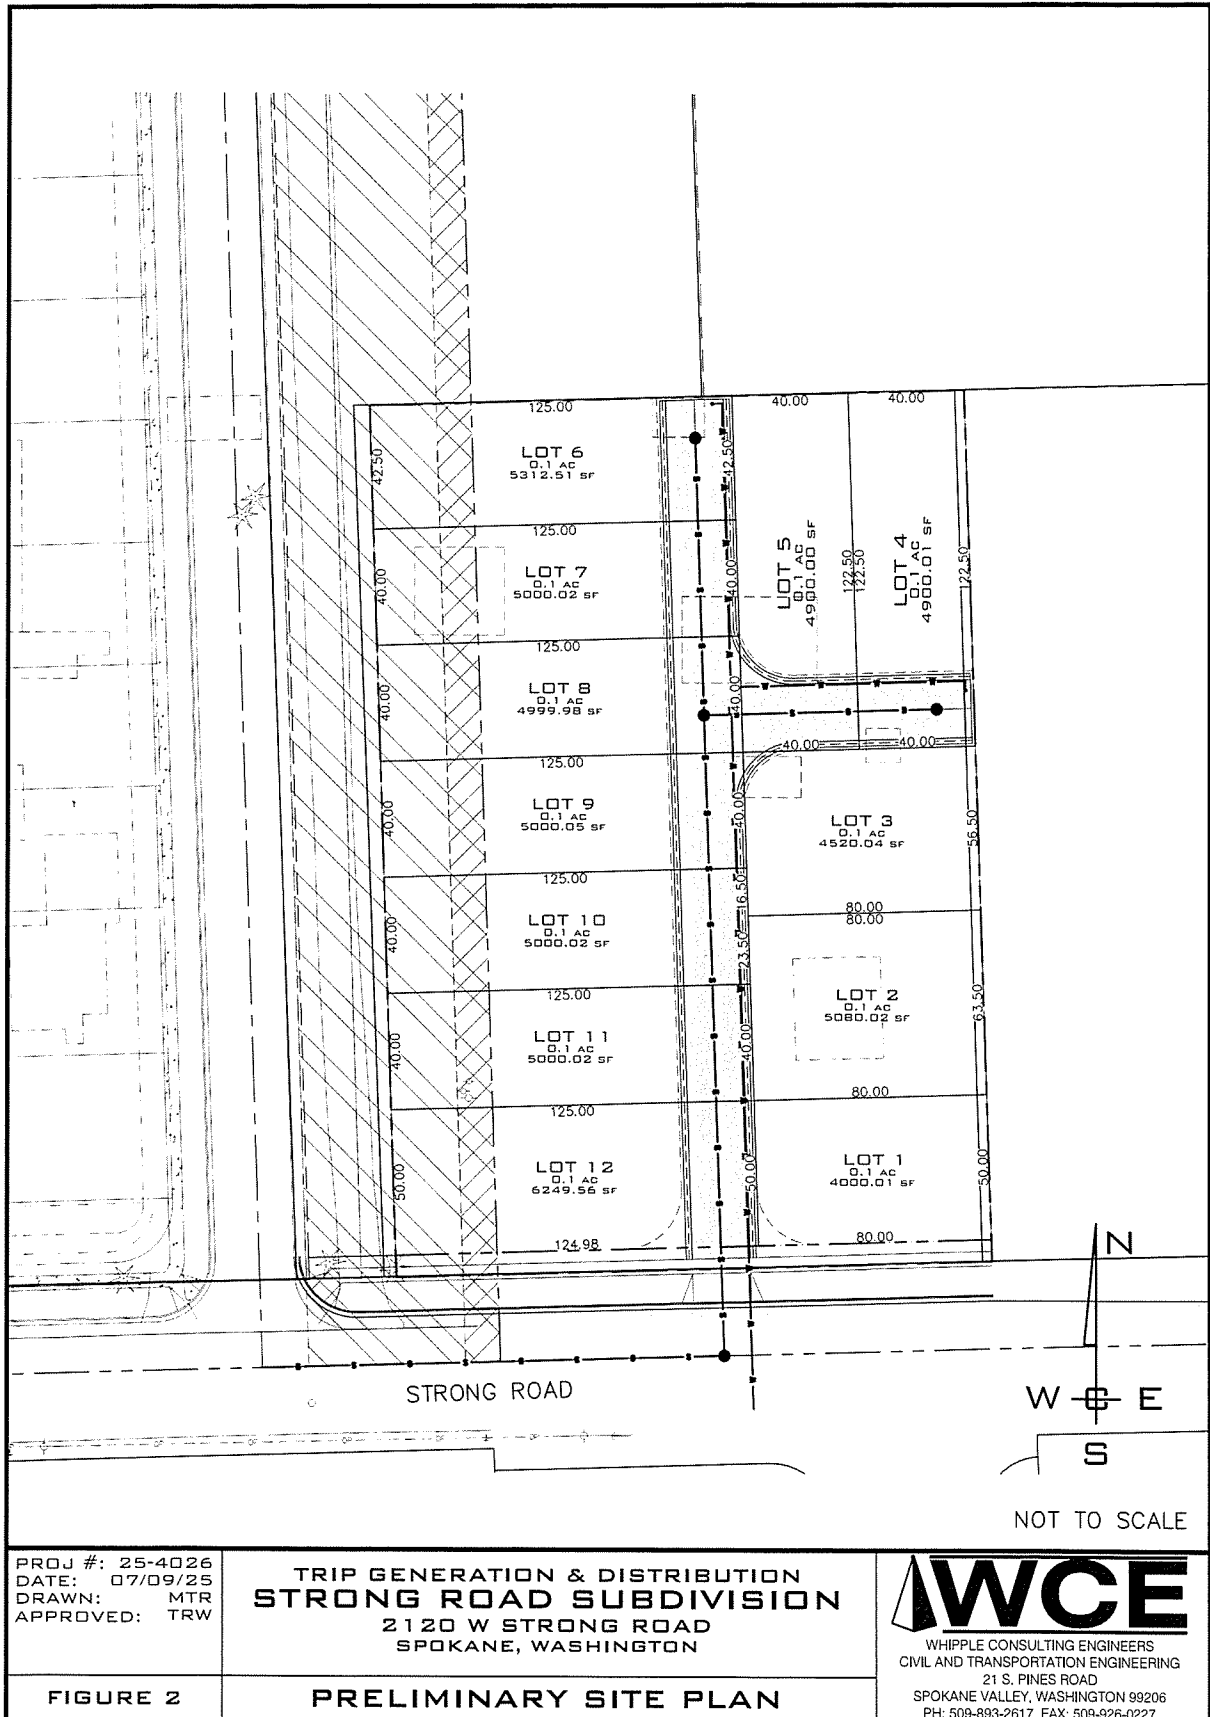 125.00
40.00
40.00
42.50
LOT 6
0.1 AC
5312.51 SF
42.50
125.00
LOT 5
0.1 AC
4900.00 SF
122.50
122.50
LOT 4
0.1 AC
4900.01 SF
122.50
40.00
LOT 7
0.1 AC
5000.02 SF
40.00
125.00
40.00
LOT 8
0.1 AC
4999.98 SF
40.00
125.00
40.00
40.00
40.00
LOT 9
0.1 AC
5000.05 SF
40.00
LOT 3
0.1 AC
4520.04 SF
56.50
125.00
16.50
80.00
80.00
40.00
LOT 10
0.1 AC
5000.02 SF
23.50
125.00
LOT 2
0.1 AC
5080.02 SF
63.50
40.00
LOT 11
0.1 AC
5000.02 SF
40.00
125.00
80.00
50.00
LOT 12
0.1 AC
6249.56 SF
50.00
LOT 1
0.1 AC
4000.01 SF
50.00
124.98
80.00
N
W E
S
STRONG ROAD
NOT TO SCALE
PROJ #: 25-4026
DATE: 07/09/25
DRAWN: MTR
APPROVED: TRW
TRIP GENERATION & DISTRIBUTION
STRONG ROAD SUBDIVISION
2120 W STRONG ROAD
SPOKANE, WASHINGTON
FIGURE 2
PRELIMINARY SITE PLAN
WCE
WHIPPLE CONSULTING ENGINEERS
CIVIL AND TRANSPORTATION ENGINEERING
21 S. PINES ROAD
SPOKANE VALLEY, WASHINGTON 99206
PH: 509-893-2617 FAX: 509-926-0227